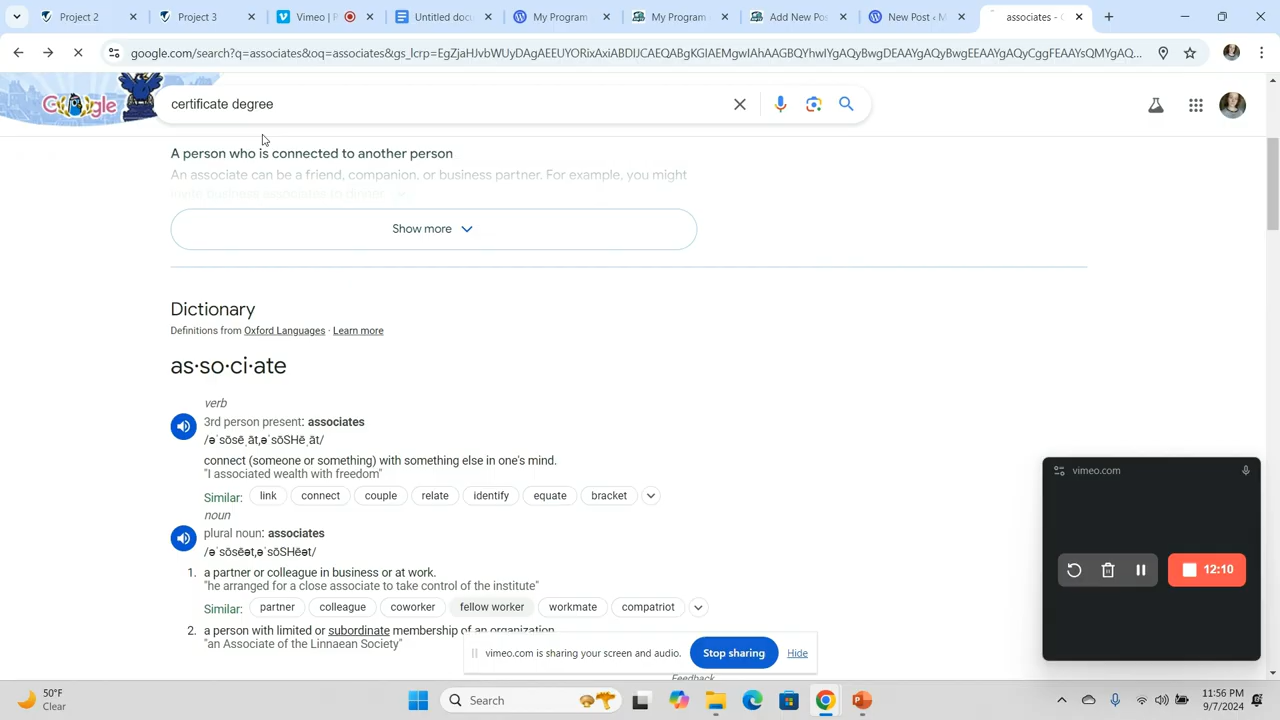 Project 2
Project 3
Vimeo | R
Untitled docu
My Program
My Program
Add New Po
New Post ‹ M
associates - G
google.com/search?q=associates&oq=associates&gs_lcrp=EgZjaHJvbWUyDAgAEEUYORixAxiABDIJCAEQABgKGIAEMgwIAhAAGBQYhwIYgAQyBwgDEAAYgAQyBwgEEAAYgAQyCggFEAAYsQMYgAQ...
Google
certificate degree
A person who is connected to another person
An associate can be a friend, companion, or business partner. For example, you might
invite business associates to dinner.
Show more
Dictionary
Definitions from Oxford Languages · Learn more
as·so·ci·ate
verb
3rd person present: associates
/əˈsōsēˌāt,əˈsōSHēˌāt/
connect (someone or something) with something else in one's mind.
"I associated wealth with freedom"
Similar: link connect couple relate identify equate bracket
noun
plural noun: associates
/əˈsōsēət,əˈsōSHēət/
1. a partner or colleague in business or at work.
"he arranged for a close associate to take control of the institute"
Similar: partner colleague coworker fellow worker workmate compatriot
2. a person with limited or subordinate membership of an organization.
"an Associate of the Linnaean Society"
Feedback
vimeo.com is sharing your screen and audio. Stop sharing Hide
vimeo.com
12:10
50°F
Clear
Search
11:56 PM
9/7/2024